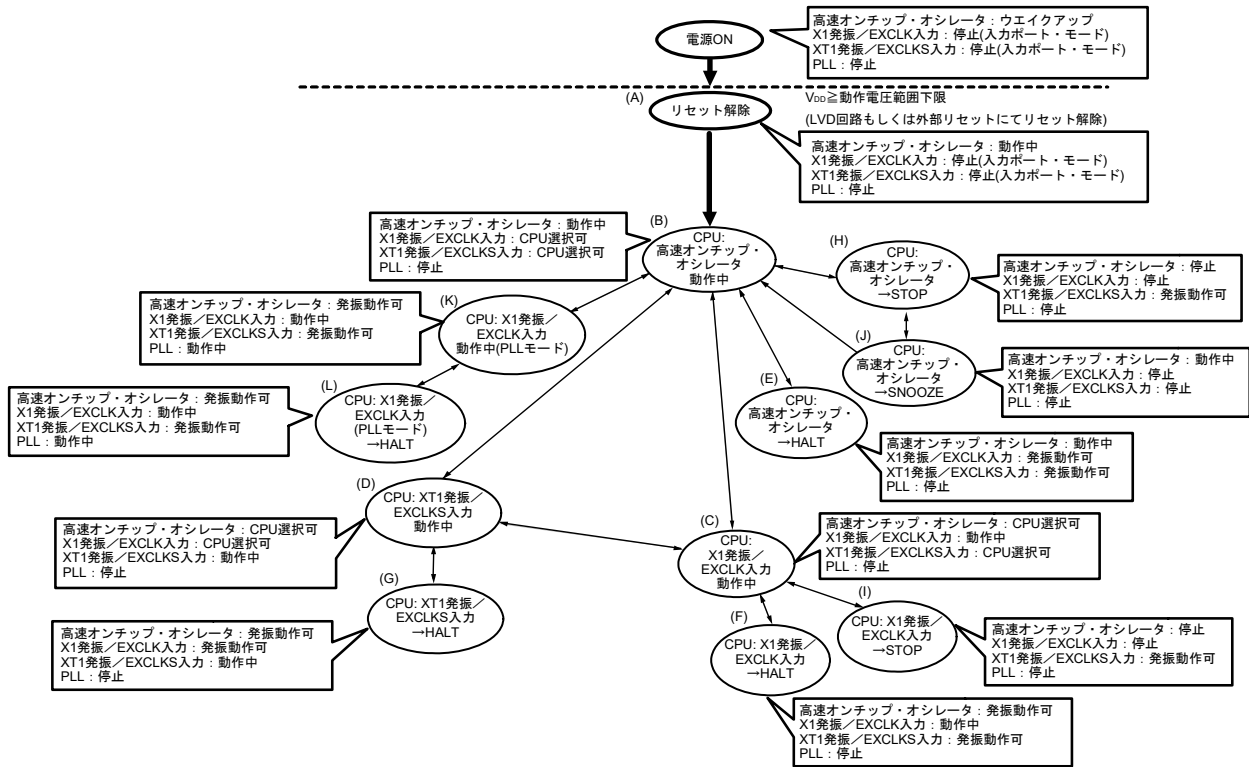 電源ON
高速オンチップ・オシレータ：ウエイクアップ
X1発振／EXCLK入力：停止(入力ポート・モード)
XT1発振／EXCLKS入力：停止(入力ポート・モード)
PLL：停止
(A)
リセット解除
VDD≧動作電圧範囲下限
(LVD回路もしくは外部リセットにてリセット解除)
高速オンチップ・オシレータ：動作中
X1発振／EXCLK入力：停止(入力ポート・モード)
XT1発振／EXCLKS入力：停止(入力ポート・モード)
PLL：停止
高速オンチップ・オシレータ：動作中
X1発振／EXCLK入力：CPU選択可
XT1発振／EXCLKS入力：CPU選択可
PLL：停止
(B)
CPU:
高速オンチップ・
オシレータ
動作中
(H)
CPU:
高速オンチップ・
オシレータ
→STOP
高速オンチップ・オシレータ：停止
X1発振／EXCLK入力：停止
XT1発振／EXCLKS入力：発振動作可
PLL：停止
高速オンチップ・オシレータ：発振動作可
X1発振／EXCLK入力：動作中
XT1発振／EXCLKS入力：発振動作可
PLL：動作中
(K)
CPU: X1発振／
EXCLK入力
動作中(PLLモード)
(J)
CPU:
高速オンチップ・
オシレータ
→SNOOZE
高速オンチップ・オシレータ：動作中
X1発振／EXCLK入力：停止
XT1発振／EXCLKS入力：停止
PLL：停止
高速オンチップ・オシレータ：発振動作可
X1発振／EXCLK入力：動作中
XT1発振／EXCLKS入力：発振動作可
PLL：動作中
(L)
CPU: X1発振／
EXCLK入力
(PLLモード)
→HALT
(E)
CPU:
高速オンチップ・
オシレータ
→HALT
高速オンチップ・オシレータ：動作中
X1発振／EXCLK入力：発振動作可
XT1発振／EXCLKS入力：発振動作可
PLL：停止
(D)
CPU: XT1発振／
EXCLKS入力
動作中
高速オンチップ・オシレータ：CPU選択可
X1発振／EXCLK入力：CPU選択可
XT1発振／EXCLKS入力：動作中
PLL：停止
(C)
CPU:
X1発振／
EXCLK入力
動作中
高速オンチップ・オシレータ：CPU選択可
X1発振／EXCLK入力：動作中
XT1発振／EXCLKS入力：CPU選択可
PLL：停止
(G)
CPU: XT1発振／
EXCLKS入力
→HALT
高速オンチップ・オシレータ：発振動作可
X1発振／EXCLK入力：発振動作可
XT1発振／EXCLKS入力：動作中
PLL：停止
(F)
CPU: X1発振／
EXCLK入力
→HALT
(I)
CPU: X1発振／
EXCLK入力
→STOP
高速オンチップ・オシレータ：停止
X1発振／EXCLK入力：停止
XT1発振／EXCLKS入力：発振動作可
PLL：停止
高速オンチップ・オシレータ：発振動作可
X1発振／EXCLK入力：動作中
XT1発振／EXCLKS入力：発振動作可
PLL：停止